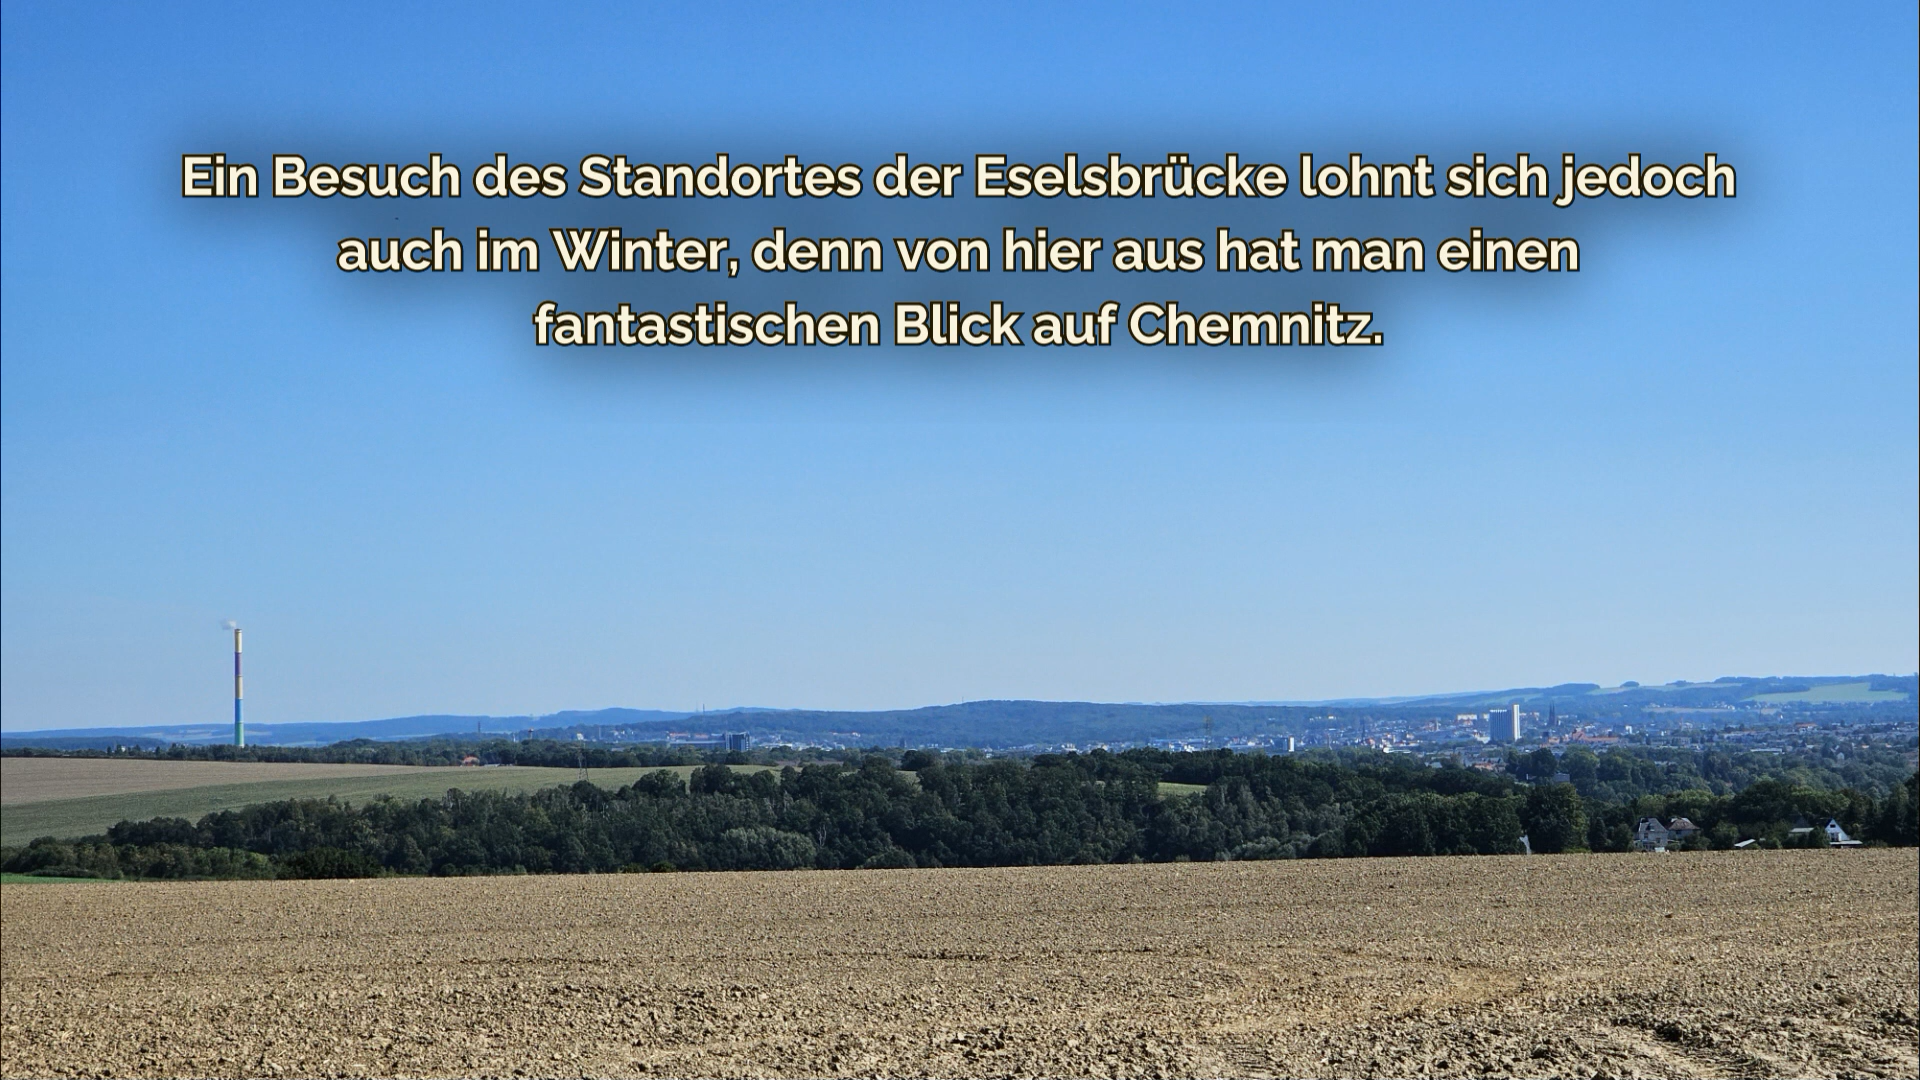 Ein Besuch des Standortes der Eselsbrücke lohnt sich jedoch
auch im Winter, denn von hier aus hat man einen
fantastischen Blick auf Chemnitz.